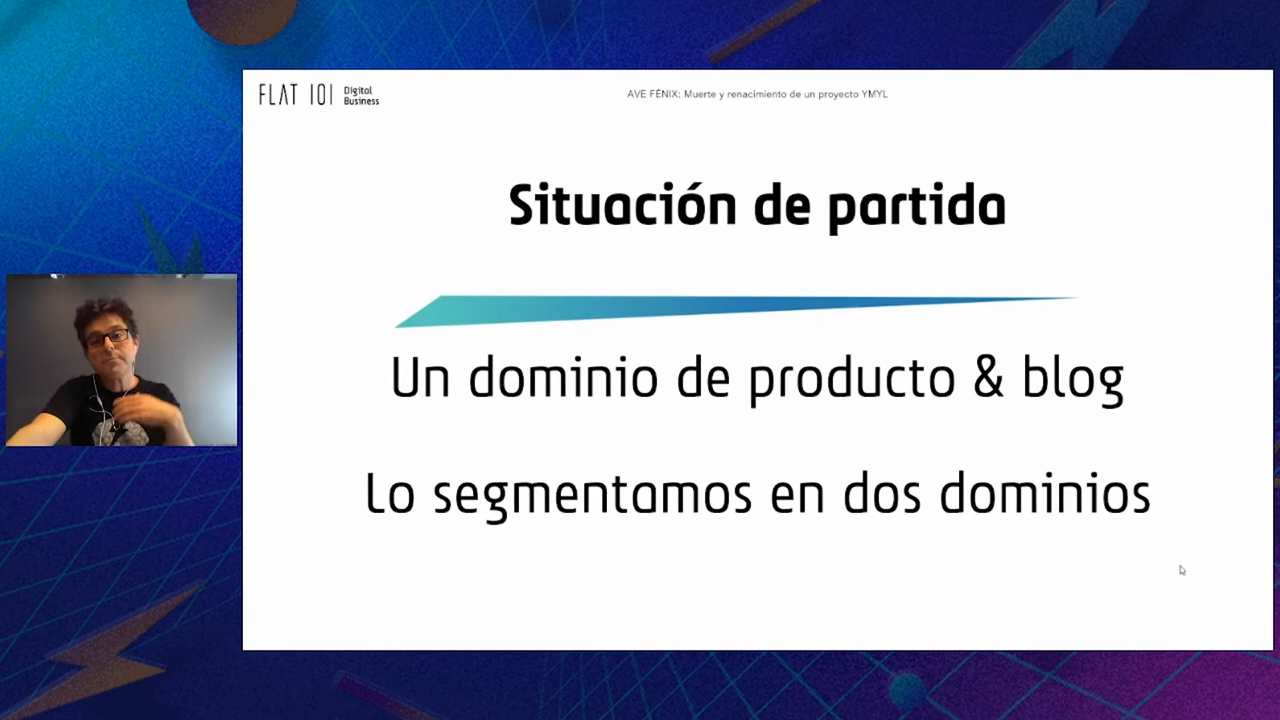 FLAT 101 Digital
Business
AVE FÉNIX: Muerte y renacimiento de un proyecto YMYL
Situación de partida
Un dominio de producto & blog
Lo segmentamos en dos dominios